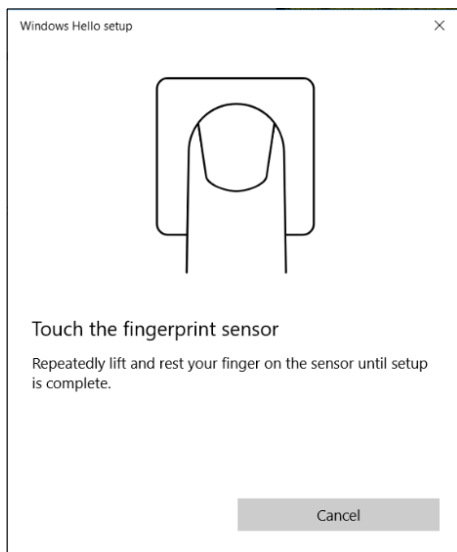 Windows Hello setup
Touch the fingerprint sensor
Repeatedly lift and rest your finger on the sensor until setup
is complete.
Cancel